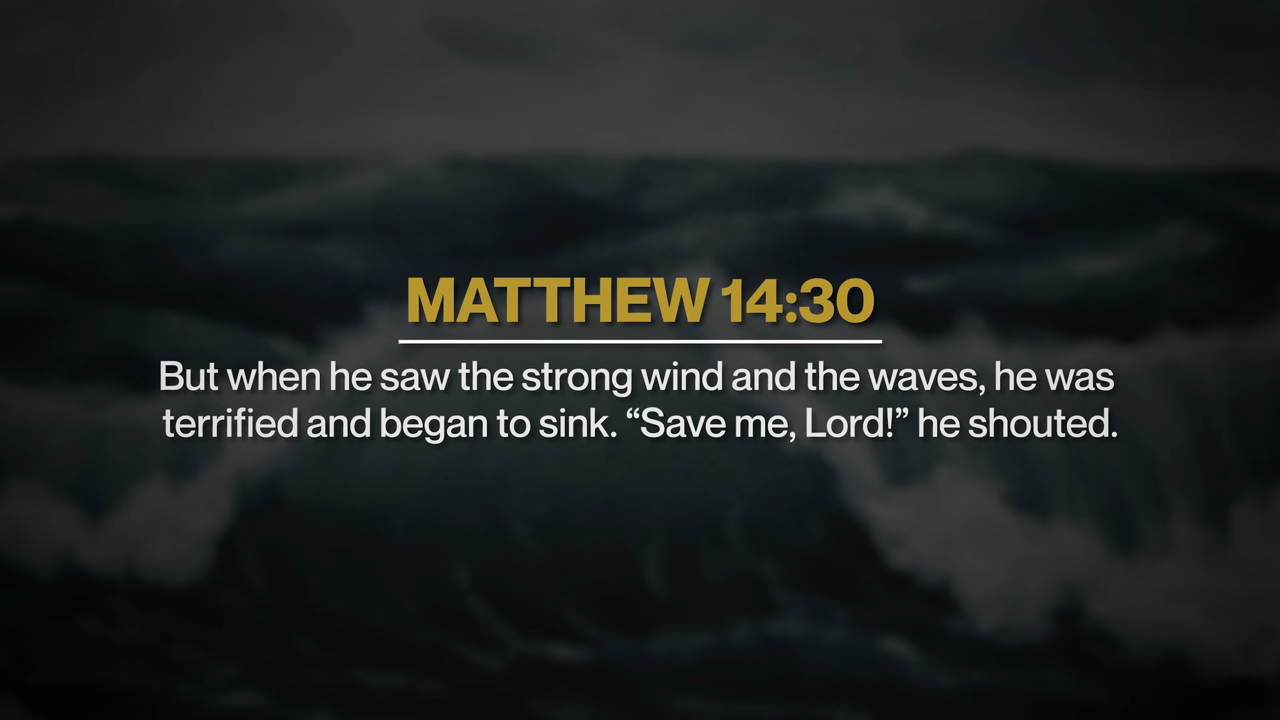 MATTHEW 14:30
But when he saw the strong wind and the waves, he was
terrified and began to sink. “Save me, Lord!” he shouted.